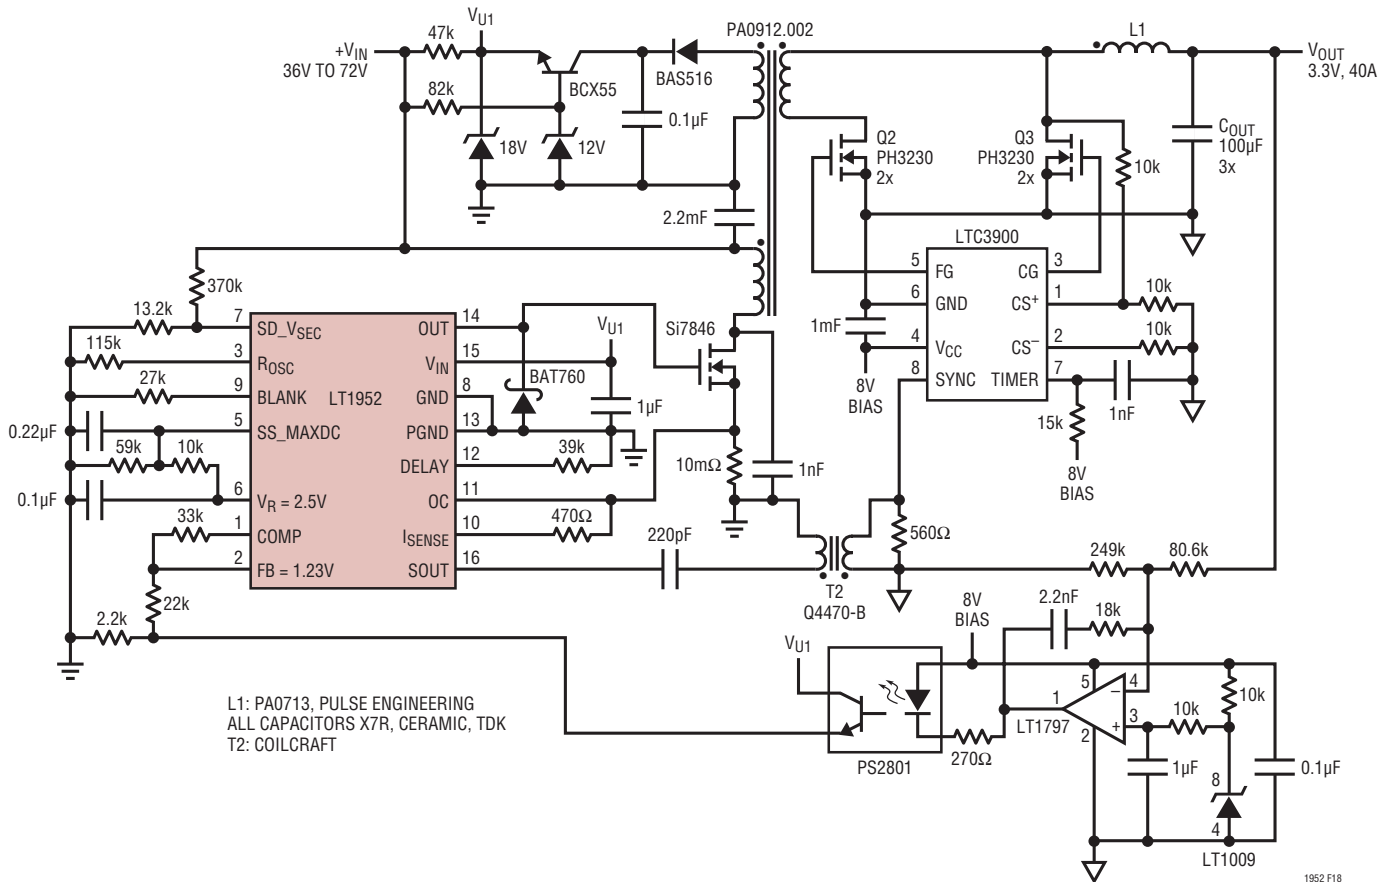 +VIN
36V TO 72V
47k
VU1
82k
18V
BCX55
12V
0.1µF
BAS516
PA0912.002
2.2mF
Q2
PH3230
2x
Q3
PH3230
2x
10k
L1
COUT
100µF
3x
VOUT
3.3V, 40A
370k
13.2k
115k
27k
0.22µF
59k
10k
0.1µF
33k
22k
2.2k
LT1952
7
SD_VSEC
3
ROSC
9
BLANK
5
SS_MAXDC
6
VR = 2.5V
1
COMP
2
FB = 1.23V
OUT
14
VIN
15
GND
8
PGND
13
DELAY
12
OC
11
ISENSE
10
SOUT
16
BAT760
VU1
1µF
39k
470Ω
Si7846
10mΩ
1nF
220pF
T2
Q4470-B
560Ω
LTC3900
5
FG
6
GND
4
VCC
8
SYNC
CG
3
CS+
1
CS−
2
TIMER
7
1mF
8V
BIAS
10k
10k
15k
1nF
8V
BIAS
249k
80.6k
2.2nF
18k
8V
BIAS
VU1
PS2801
270Ω
1
LT1797
5
4
−
3
+
2
10k
10k
1µF
8
4
LT1009
0.1µF
L1: PA0713, PULSE ENGINEERING
ALL CAPACITORS X7R, CERAMIC, TDK
T2: COILCRAFT
1952 F18